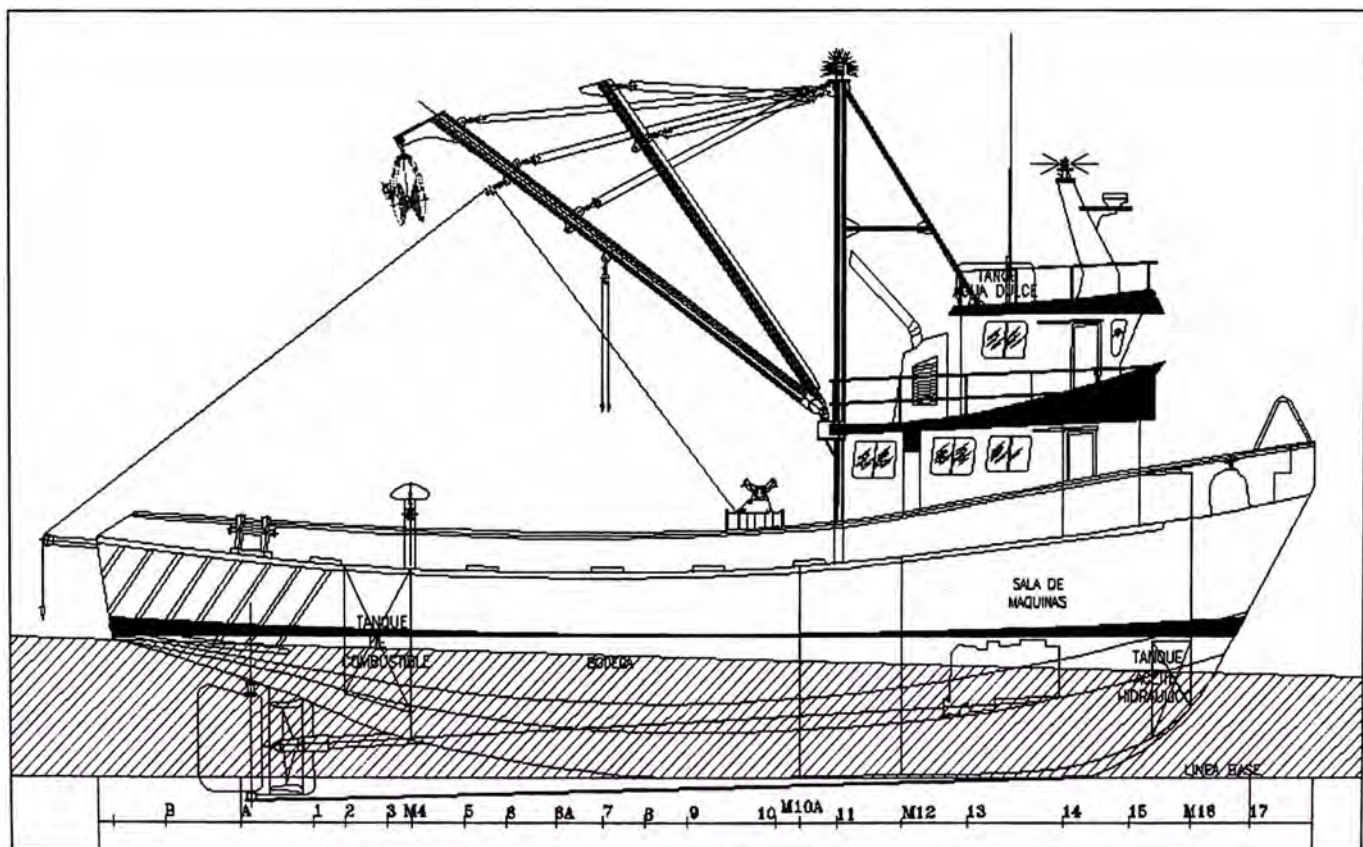 TANQUE
AGUA DULCE
SALA DE
MAQUINAS
TANQUE
DE
COMBUSTIBLE
BODEGA
TANQUE
ACEITE
HIDRAULICO
LINEA BASE
B A 1 2 3 M4 5 6 6A 7 8 9 10 M10A 11 M12 13 14 15 M16 17